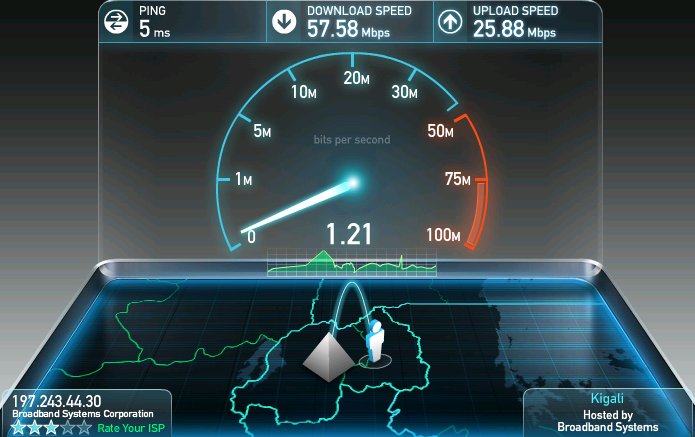 PING
5 ms
DOWNLOAD SPEED
57.58 Mbps
UPLOAD SPEED
25.88 Mbps
20M
10M
30M
5M
50M
bits per second
1M
75M
0
1.21
100M
197.243.44.30
Broadband Systems Corporation
Rate Your ISP
Kigali
Hosted by
Broadband Systems